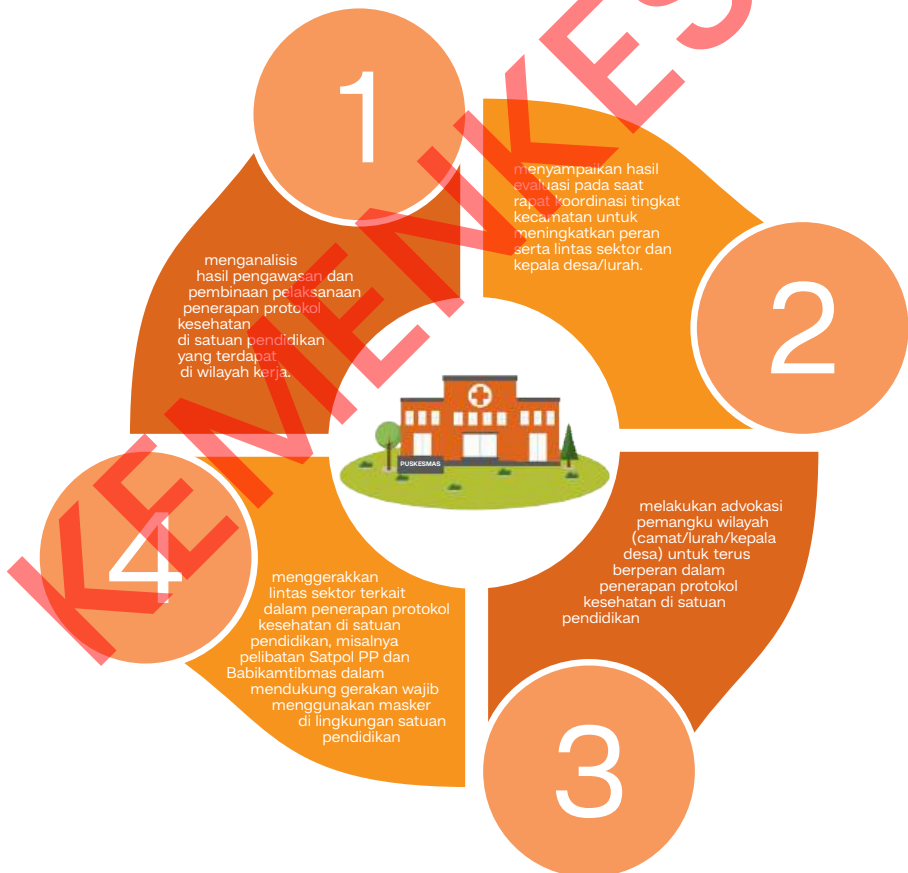 1
menganalisis
hasil pengawasan dan
pembinaan pelaksanaan
penerapan protokol
kesehatan
di satuan pendidikan
yang terdapat
di wilayah kerja.
2
menyampaikan hasil
evaluasi pada saat
rapat koordinasi tingkat
kecamatan untuk
meningkatkan peran
serta lintas sektor dan
kepala desa/lurah.
3
melakukan advokasi
pemangku wilayah
(camat/lurah/kepala
desa) untuk terus
berperan dalam
penerapan protokol
kesehatan di satuan
pendidikan
4
menggerakkan
lintas sektor terkait
dalam penerapan protokol
kesehatan di satuan
pendidikan, misalnya
pelibatan Satpol PP dan
Babikamtibmas dalam
mendukung gerakan wajib
menggunakan masker
di lingkungan satuan
pendidikan
PUSKESMAS
KEMENKES